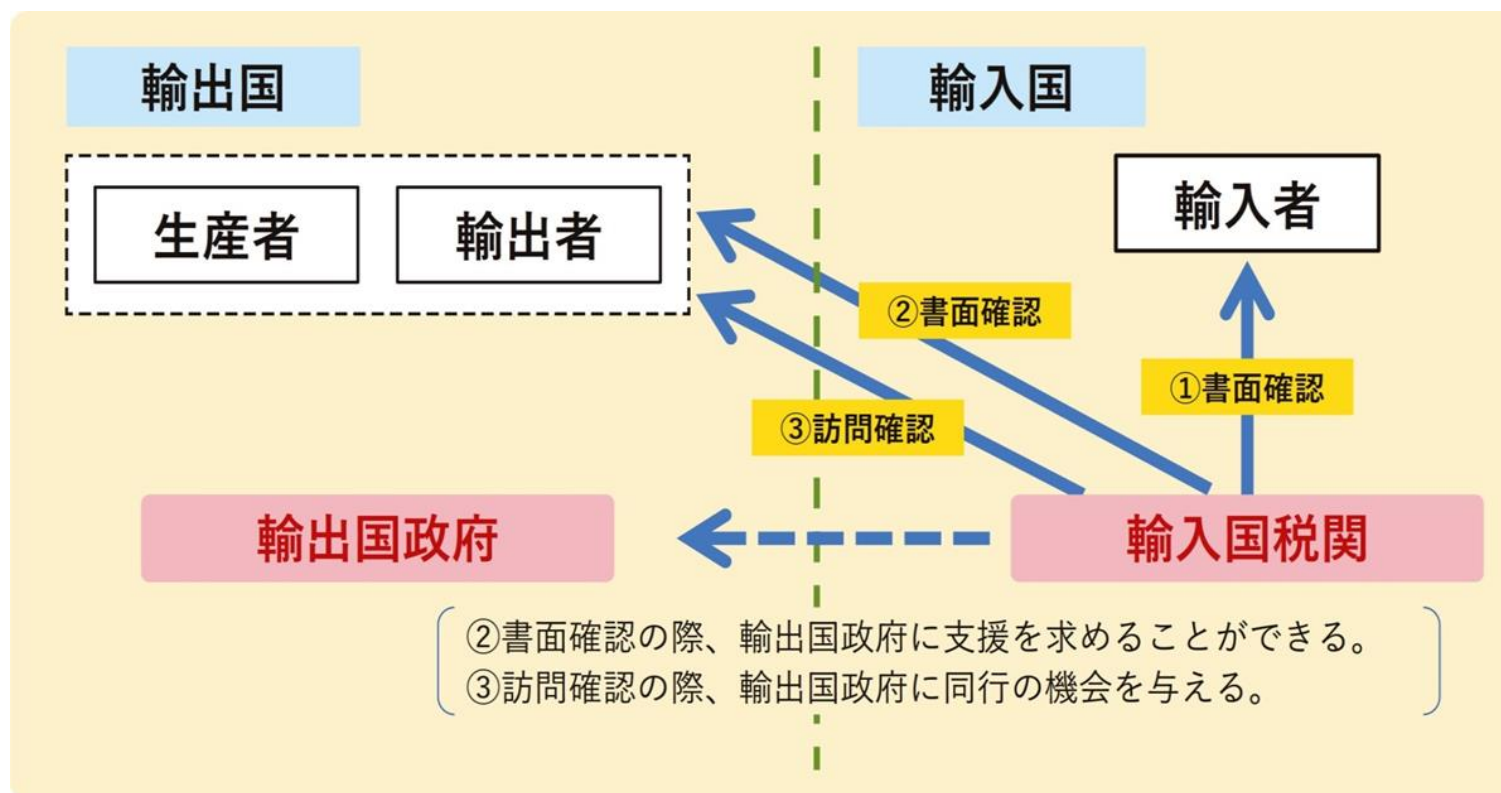 輸出国
輸入国
生産者
輸出者
輸入者
②書面確認
①書面確認
③訪問確認
輸出国政府
輸入国税関
②書面確認の際、輸出国政府に支援を求めることができる。
③訪問確認の際、輸出国政府に同行の機会を与える。